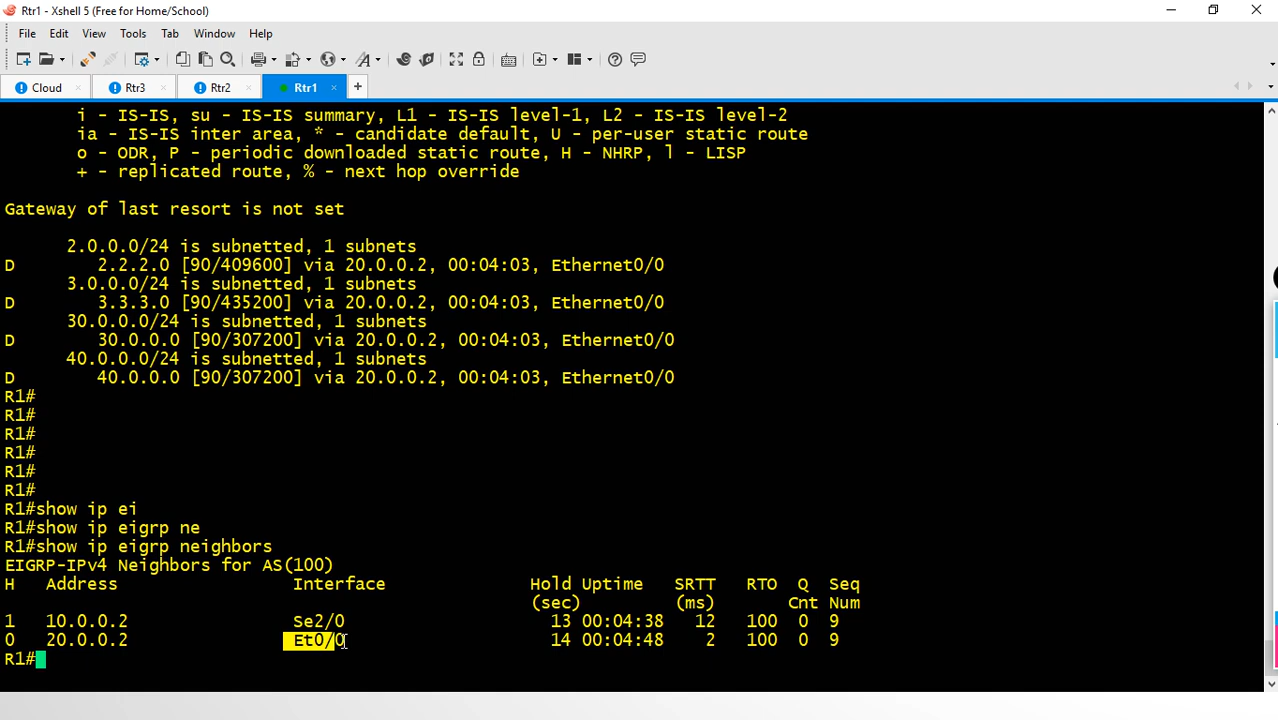 Rtr1 - Xshell 5 (Free for Home/School)
File Edit View Tools Tab Window Help
Cloud Rtr3 Rtr2 Rtr1
i - IS-IS, su - IS-IS summary, L1 - IS-IS level-1, L2 - IS-IS level-2
ia - IS-IS inter area, * - candidate default, U - per-user static route
o - ODR, P - periodic downloaded static route, H - NHRP, l - LISP
+ - replicated route, % - next hop override
Gateway of last resort is not set
2.0.0.0/24 is subnetted, 1 subnets
D 2.2.2.0 [90/409600] via 20.0.0.2, 00:04:03, Ethernet0/0
3.0.0.0/24 is subnetted, 1 subnets
D 3.3.3.0 [90/435200] via 20.0.0.2, 00:04:03, Ethernet0/0
30.0.0.0/24 is subnetted, 1 subnets
D 30.0.0.0 [90/307200] via 20.0.0.2, 00:04:03, Ethernet0/0
40.0.0.0/24 is subnetted, 1 subnets
D 40.0.0.0 [90/307200] via 20.0.0.2, 00:04:03, Ethernet0/0
R1#
R1#
R1#
R1#
R1#
R1#
R1#show ip ei
R1#show ip eigrp ne
R1#show ip eigrp neighbors
EIGRP-IPv4 Neighbors for AS(100)
H Address Interface Hold Uptime SRTT RTO Q Seq
(sec) (ms) Cnt Num
1 10.0.0.2 Se2/0 13 00:04:38 12 100 0 9
0 20.0.0.2 Et0/0 14 00:04:48 2 100 0 9
R1#